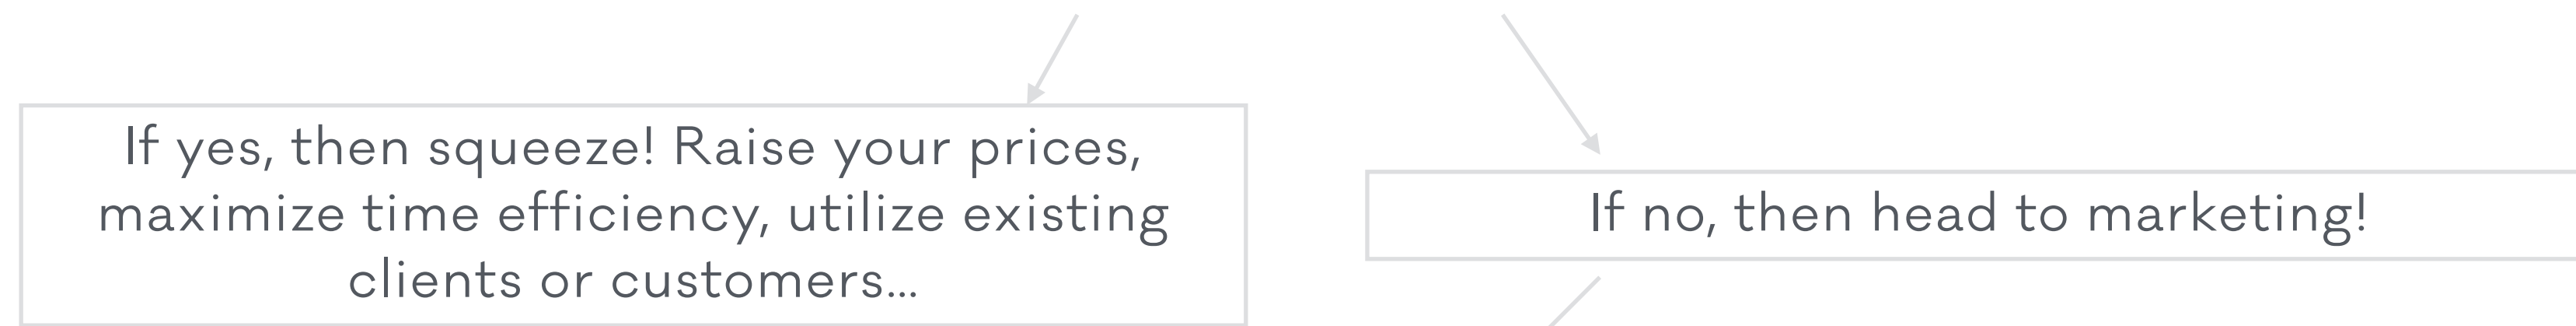 If yes, then squeeze! Raise your prices,
maximize time efficiency, utilize existing
clients or customers...
If no, then head to marketing!